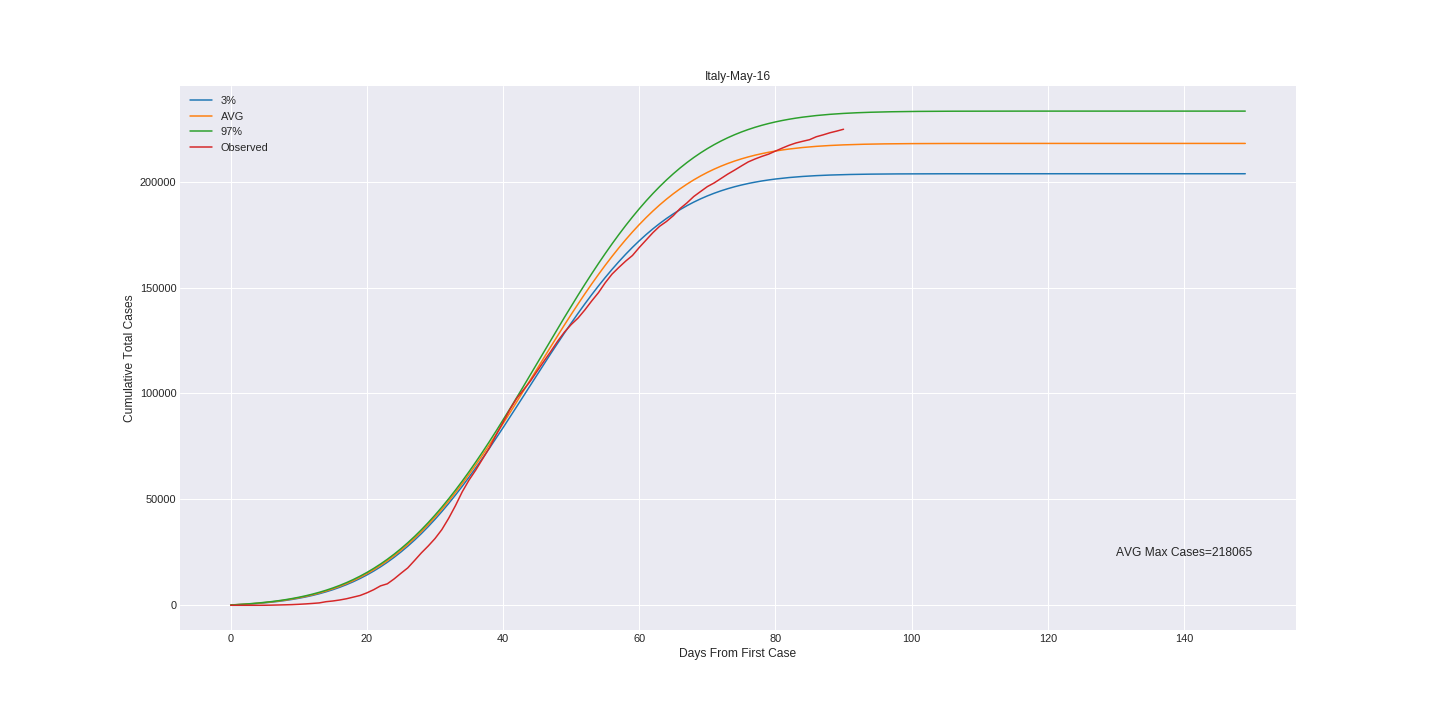 Italy-May-16
3%
AVG
97%
Observed
200000
150000
100000
50000
0
Cumulative Total Cases
AVG Max Cases=218065
0 20 40 60 80 100 120 140
Days From First Case